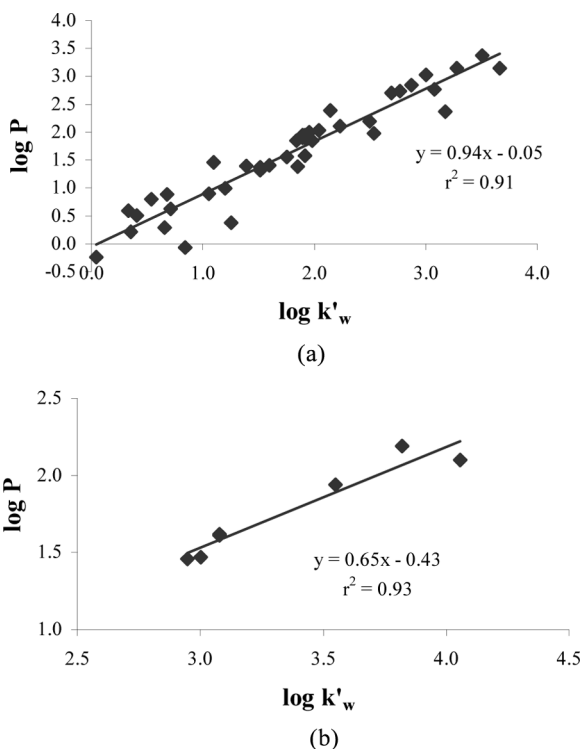 4.0
3.5
3.0
2.5
2.0
1.5
1.0
0.5
0.0
-0.5
log P
y = 0.94x - 0.05
r² = 0.91
0.0 1.0 2.0 3.0 4.0
log k'w
(a)
2.5
2.0
1.5
1.0
log P
y = 0.65x - 0.43
r² = 0.93
2.5 3.0 3.5 4.0 4.5
log k'w
(b)